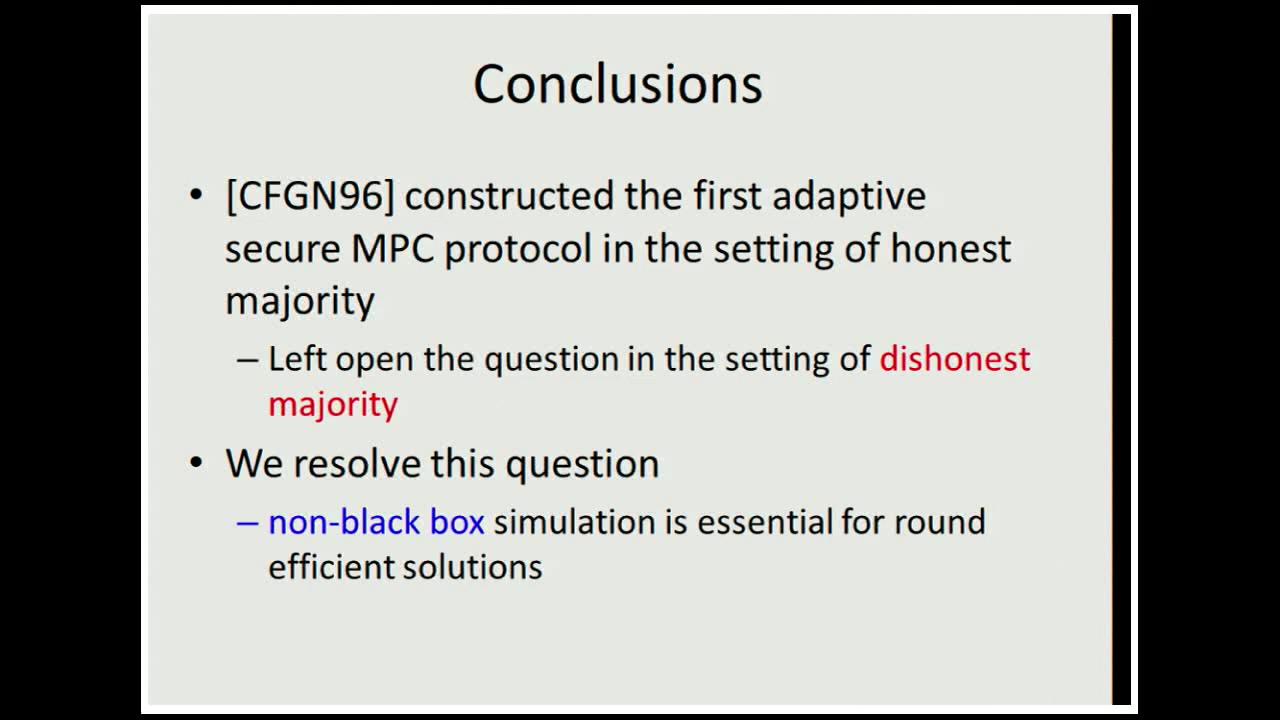 Conclusions
• [CFGN96] constructed the first adaptive
secure MPC protocol in the setting of honest
majority
– Left open the question in the setting of dishonest
majority
• We resolve this question
– non-black box simulation is essential for round
efficient solutions